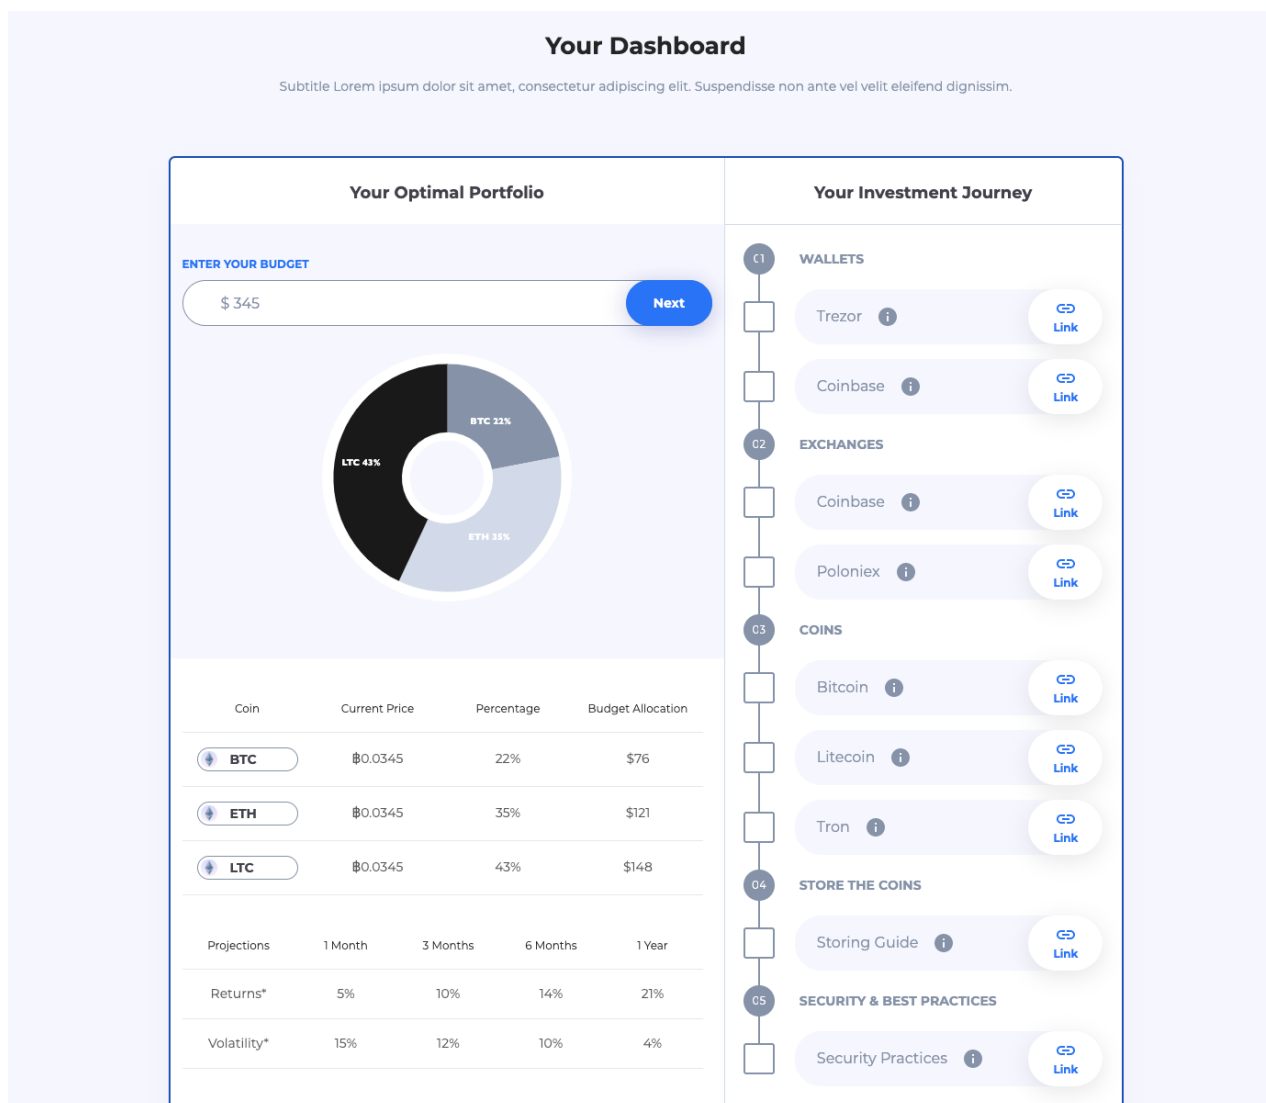 Your Dashboard
Subtitle Lorem ipsum dolor sit amet, consectetur adipiscing elit. Suspendisse non ante vel velit eleifend dignissim.
Your Optimal Portfolio
ENTER YOUR BUDGET
$ 345
Next
BTC 22%
LTC 43%
ETH 35%
Coin Current Price Percentage Budget Allocation
BTC ฿0.0345 22% $76
ETH ฿0.0345 35% $121
LTC ฿0.0345 43% $148
Projections 1 Month 3 Months 6 Months 1 Year
Returns* 5% 10% 14% 21%
Volatility* 15% 12% 10% 4%
Your Investment Journey
01 WALLETS
Trezor i Link
Coinbase i Link
02 EXCHANGES
Coinbase i Link
Poloniex i Link
03 COINS
Bitcoin i Link
Litecoin i Link
Tron i Link
04 STORE THE COINS
Storing Guide i Link
05 SECURITY & BEST PRACTICES
Security Practices i Link